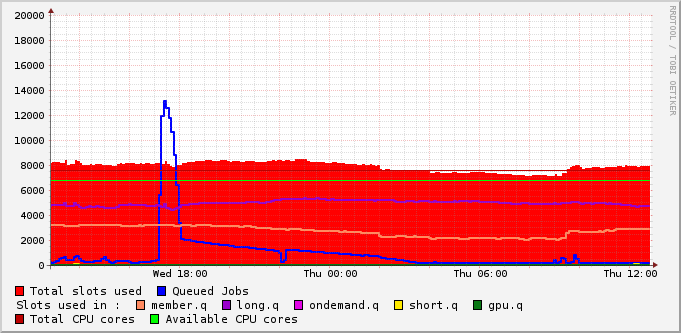 20000
18000
16000
14000
12000
10000
8000
6000
4000
2000
0
Wed 18:00 Thu 00:00 Thu 06:00 Thu 12:00
RRDTOOL / TOBI OETIKER
Total slots used Queued Jobs
Slots used in : member.q long.q ondemand.q short.q gpu.q
Total CPU cores Available CPU cores